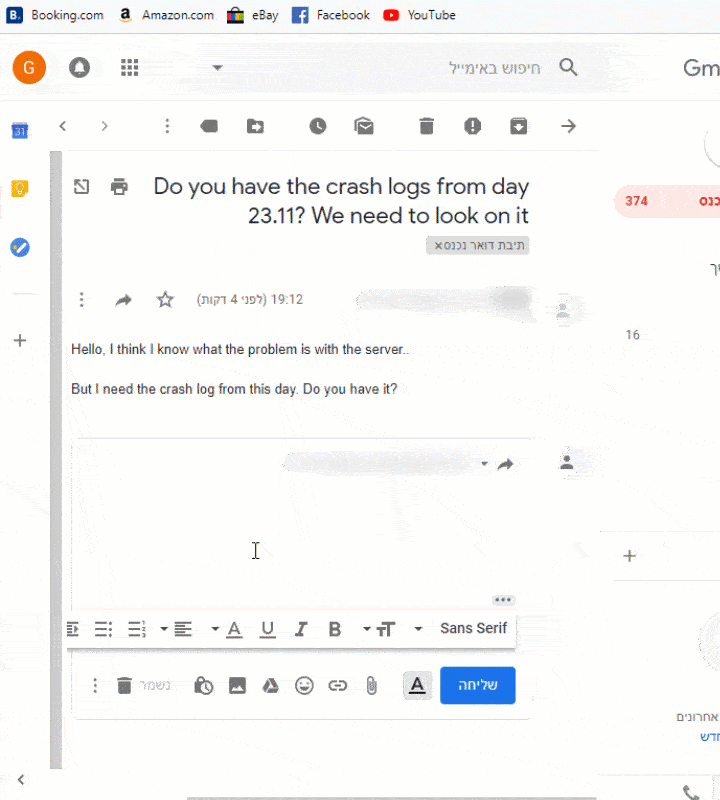 Booking.com Amazon.com eBay Facebook YouTube
G
חיפוש באימייל
Gm
31
Do you have the crash logs from day
23.11? We need to look on it
תיבת דואר נכנס x
374
נכנס
19:12 (לפני 4 דקות)
16
Hello, I think I know what the problem is with the server..
But I need the crash log from this day. Do you have it?
Sans Serif
נשמר
שליחה
אחרונים
חדש